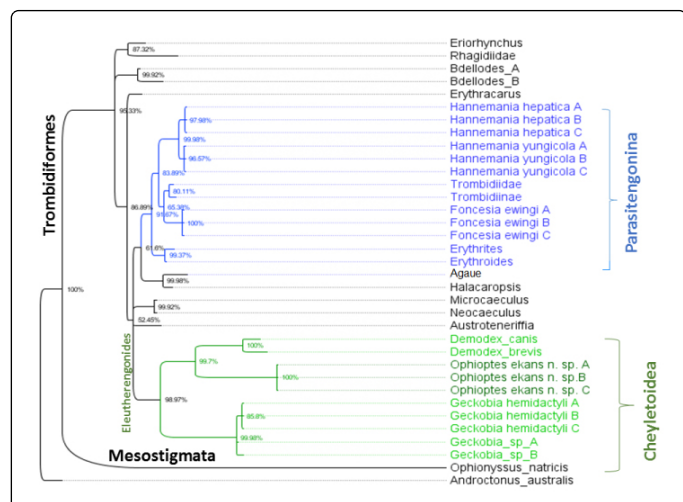 Eriorhynchus
87.32%
Rhagidiidae
Bdellodes_A
99.92%
Bdellodes_B
Erythracarus
95.33%
Hannemania hepatica A
97.98%
Hannemania hepatica B
Hannemania hepatica C
99.98%
Hannemania yungicola A
96.57%
Hannemania yungicola B
83.89%
Hannemania yungicola C
Trombidiidae
80.11%
Trombidiinae
65.36%
91.67%
86.89%
Foncesia ewingi A
100%
Foncesia ewingi B
Foncesia ewingi C
61.6%
Erythrites
99.37%
Erythroides
Agaue
99.98%
Halacaropsis
Microcaeculus
99.92%
Neocaeculus
52.45%
Austroteneriffia
Demodex_canis
100%
Demodex_brevis
99.7%
Ophioptes ekans n. sp. A
100%
Ophioptes ekans n. sp.B
Ophioptes ekans n. sp. C
98.97%
Geckobia hemidactyli A
85.8%
Geckobia hemidactyli B
Geckobia hemidactyli C
99.98%
Geckobia_sp_A
Geckobia_sp_B
Ophionyssus_natricis
Androctonus_australis
100%
Trombidiformes
Eleutherengonides
Mesostigmata
Parasitengonina
Cheyletoidea